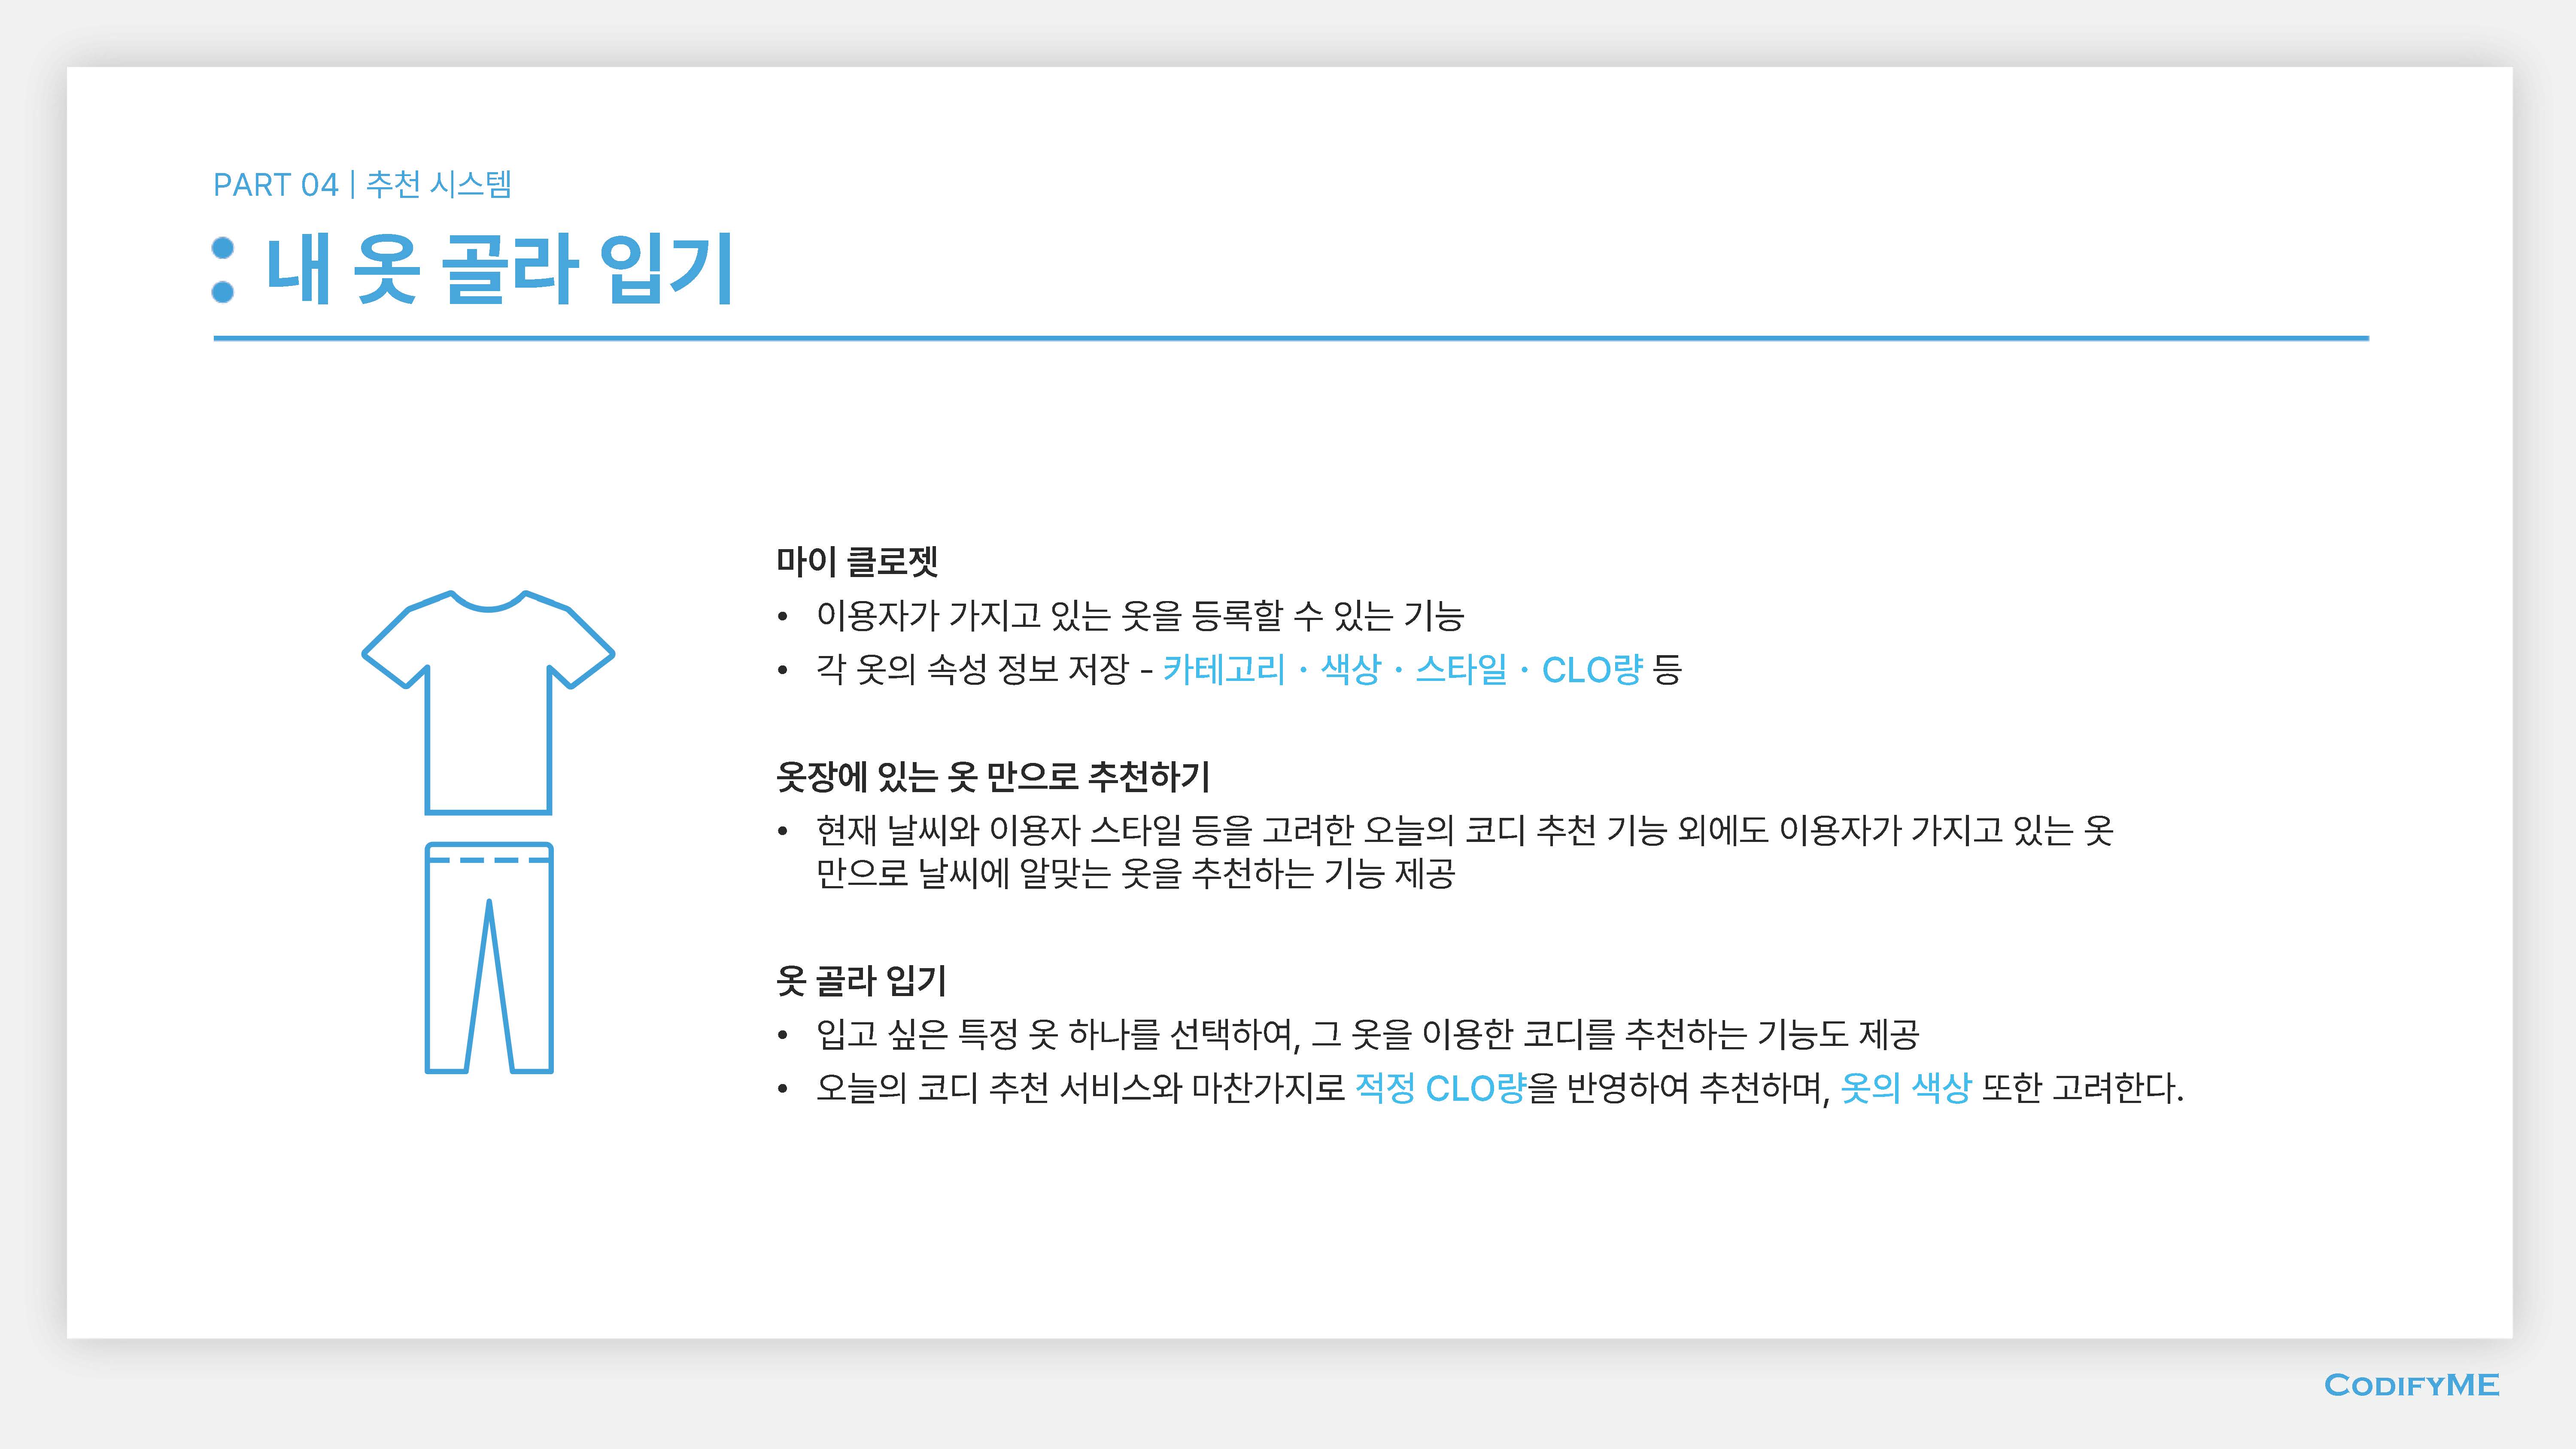 PART 04 | 추천 시스템
내 옷 골라 입기
마이 클로젯
• 이용자가 가지고 있는 옷을 등록할 수 있는 기능
• 각 옷의 속성 정보 저장 - 카테고리 · 색상 · 스타일 · CLO량 등
옷장에 있는 옷 만으로 추천하기
• 현재 날씨와 이용자 스타일 등을 고려한 오늘의 코디 추천 기능 외에도 이용자가 가지고 있는 옷
만으로 날씨에 알맞는 옷을 추천하는 기능 제공
옷 골라 입기
• 입고 싶은 특정 옷 하나를 선택하여, 그 옷을 이용한 코디를 추천하는 기능도 제공
• 오늘의 코디 추천 서비스와 마찬가지로 적정 CLO량을 반영하여 추천하며, 옷의 색상 또한 고려한다.
CODIFYME